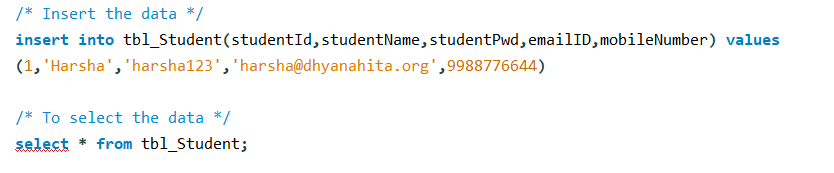 /* Insert the data */
insert into tbl_Student(studentId,studentName,studentPwd,emailID,mobileNumber) values
(1,'Harsha','harsha123','harsha@dhyanahita.org',9988776644)
/* To select the data */
select * from tbl_Student;